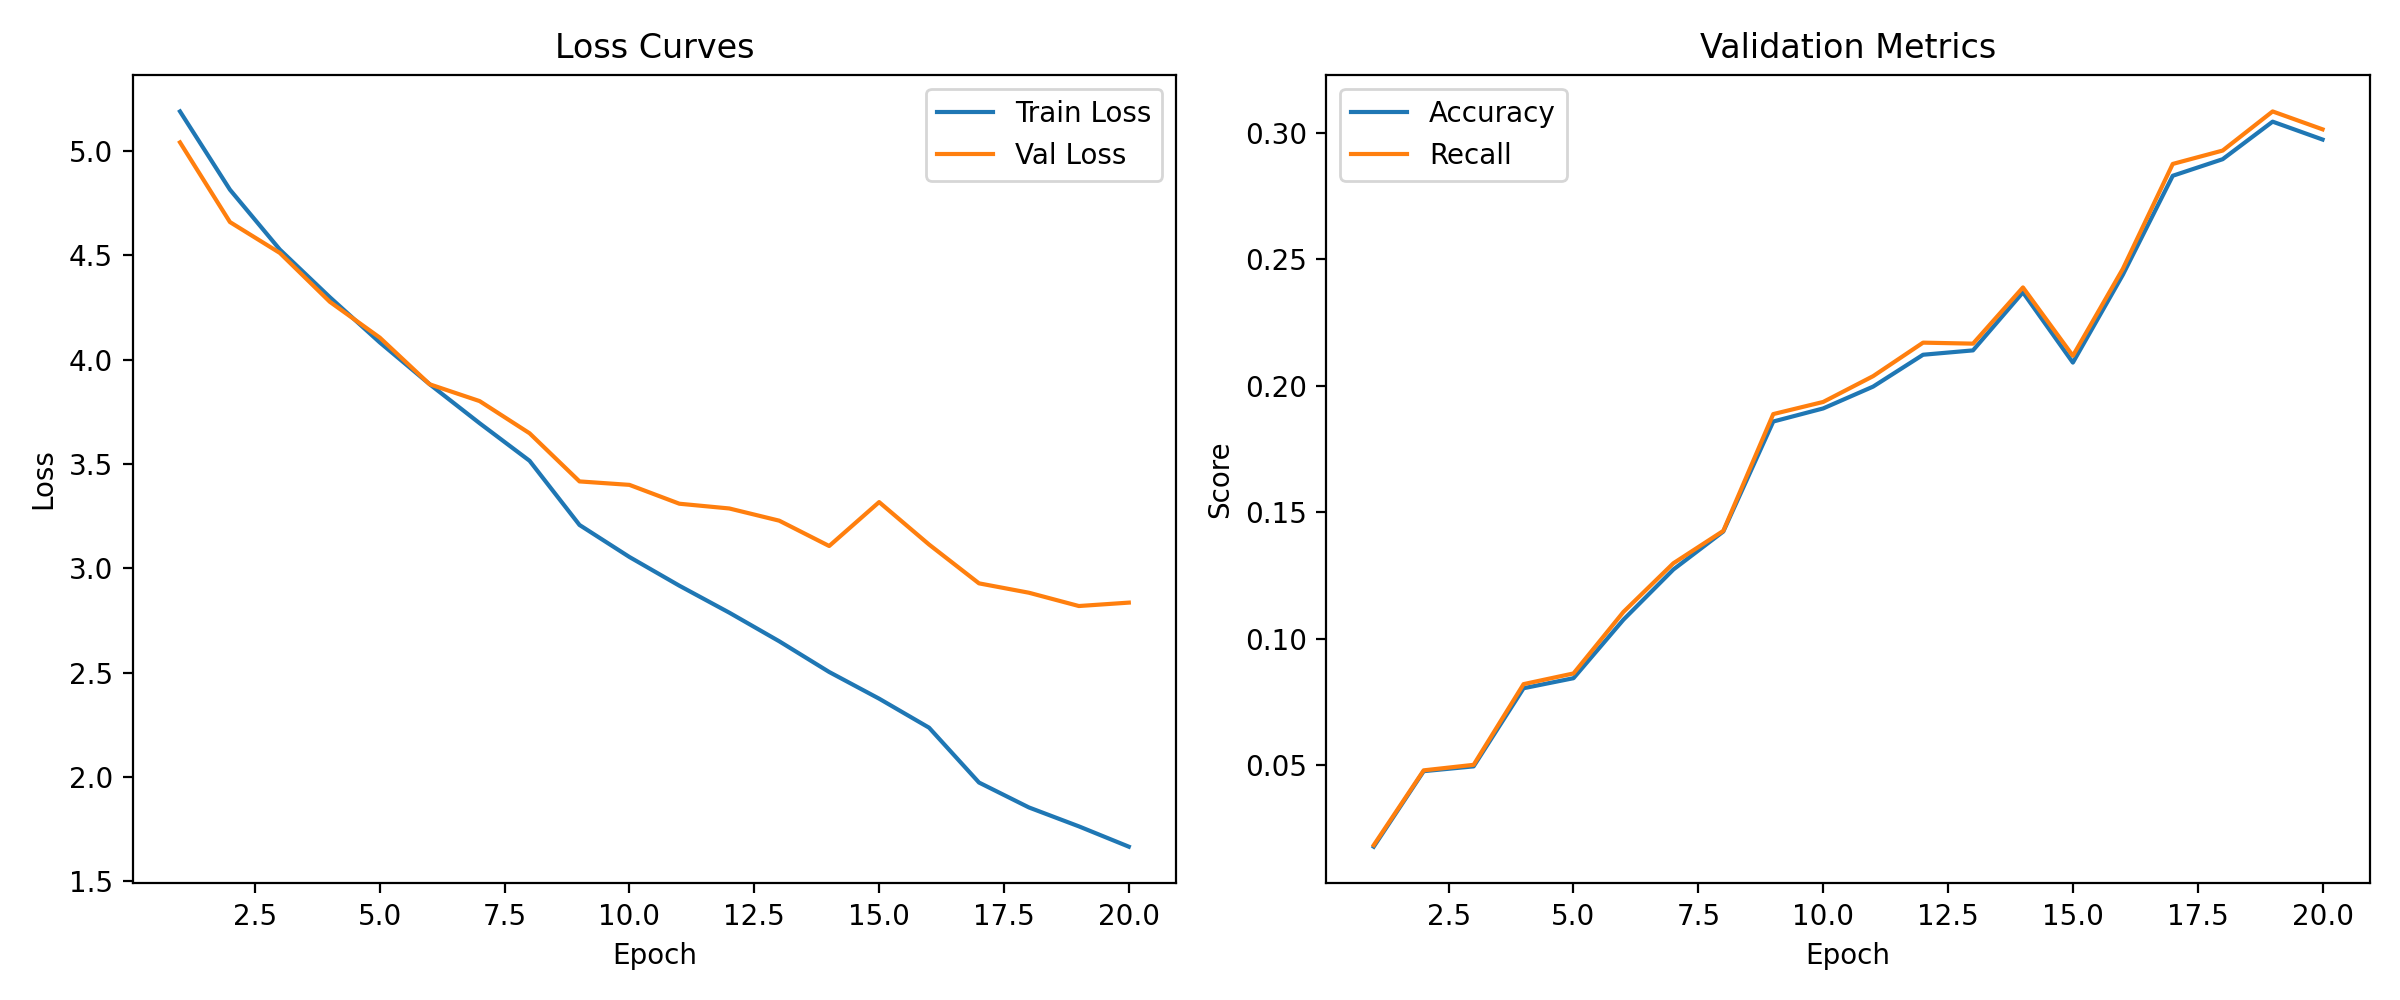 Loss Curves
Train Loss
Val Loss
5.0
4.5
4.0
3.5
3.0
2.5
2.0
1.5
Loss
2.5 5.0 7.5 10.0 12.5 15.0 17.5 20.0
Epoch
Validation Metrics
Accuracy
Recall
0.30
0.25
0.20
0.15
0.10
0.05
Score
2.5 5.0 7.5 10.0 12.5 15.0 17.5 20.0
Epoch